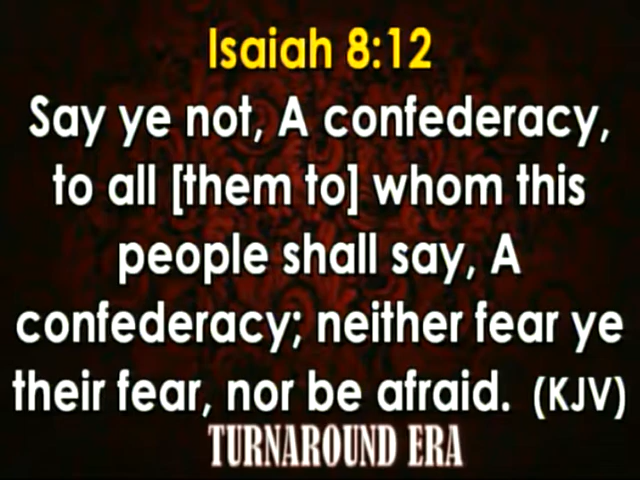 Isaiah 8:12
Say ye not, A confederacy,
to all [them to] whom this
people shall say, A
confederacy; neither fear ye
their fear, nor be afraid. (KJV)
TURNAROUND ERA